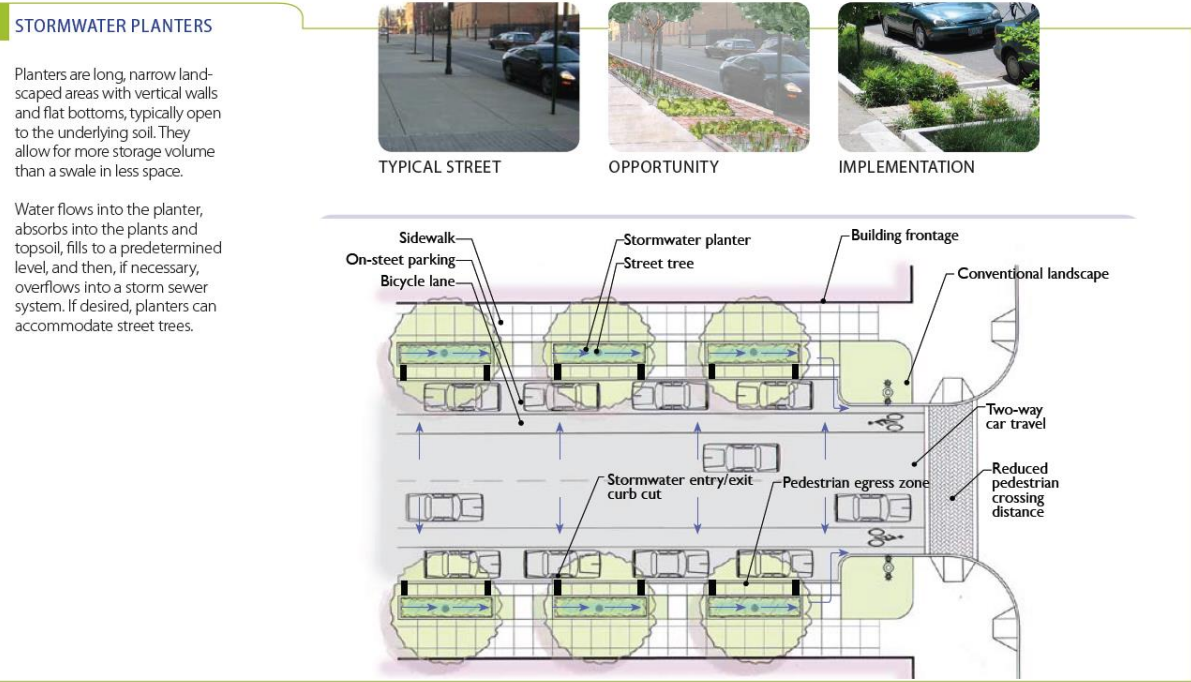 STORMWATER PLANTERS
Planters are long, narrow land-
scaped areas with vertical walls
and flat bottoms, typically open
to the underlying soil. They
allow for more storage volume
than a swale in less space.
Water flows into the planter,
absorbs into the plants and
topsoil, fills to a predetermined
level, and then, if necessary,
overflows into a storm sewer
system. If desired, planters can
accommodate street trees.
TYPICAL STREET
OPPORTUNITY
IMPLEMENTATION
Sidewalk
On-steet parking
Bicycle lane
Stormwater planter
Street tree
Building frontage
Conventional landscape
Two-way
car travel
Reduced
pedestrian
crossing
distance
Stormwater entry/exit
curb cut
Pedestrian egress zone